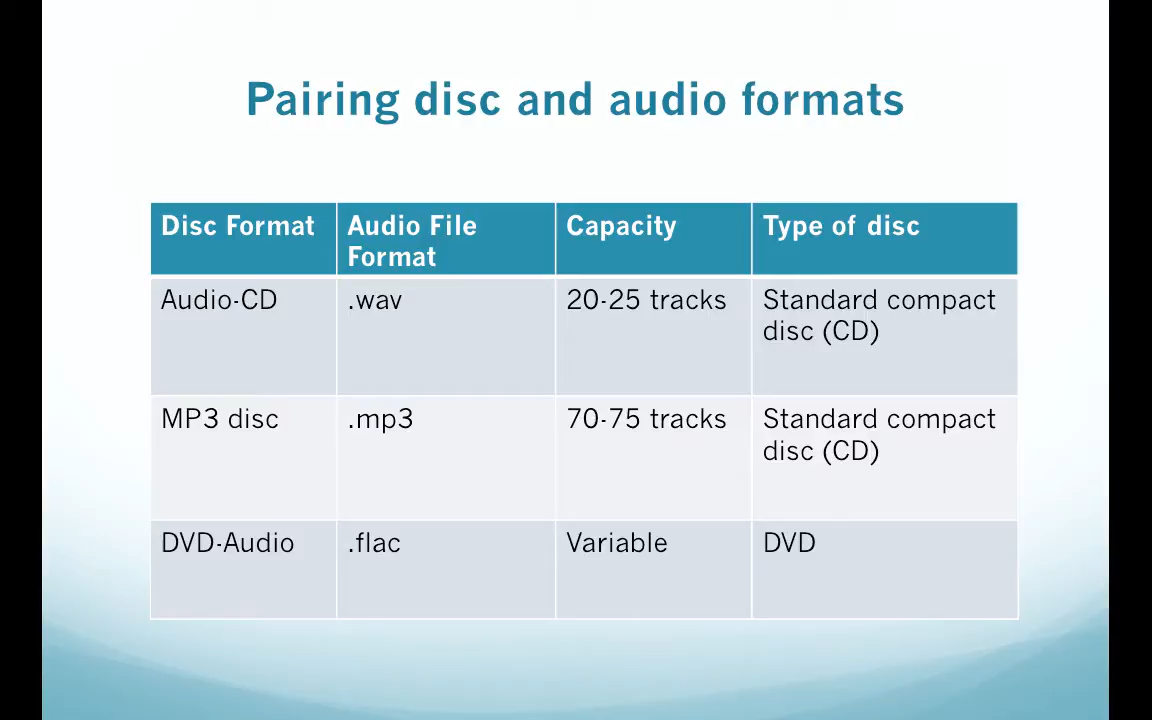 Pairing disc and audio formats
Disc Format
Audio File
Format
Capacity
Type of disc
Audio-CD
.wav
20-25 tracks
Standard compact
disc (CD)
MP3 disc
.mp3
70-75 tracks
Standard compact
disc (CD)
DVD-Audio
.flac
Variable
DVD